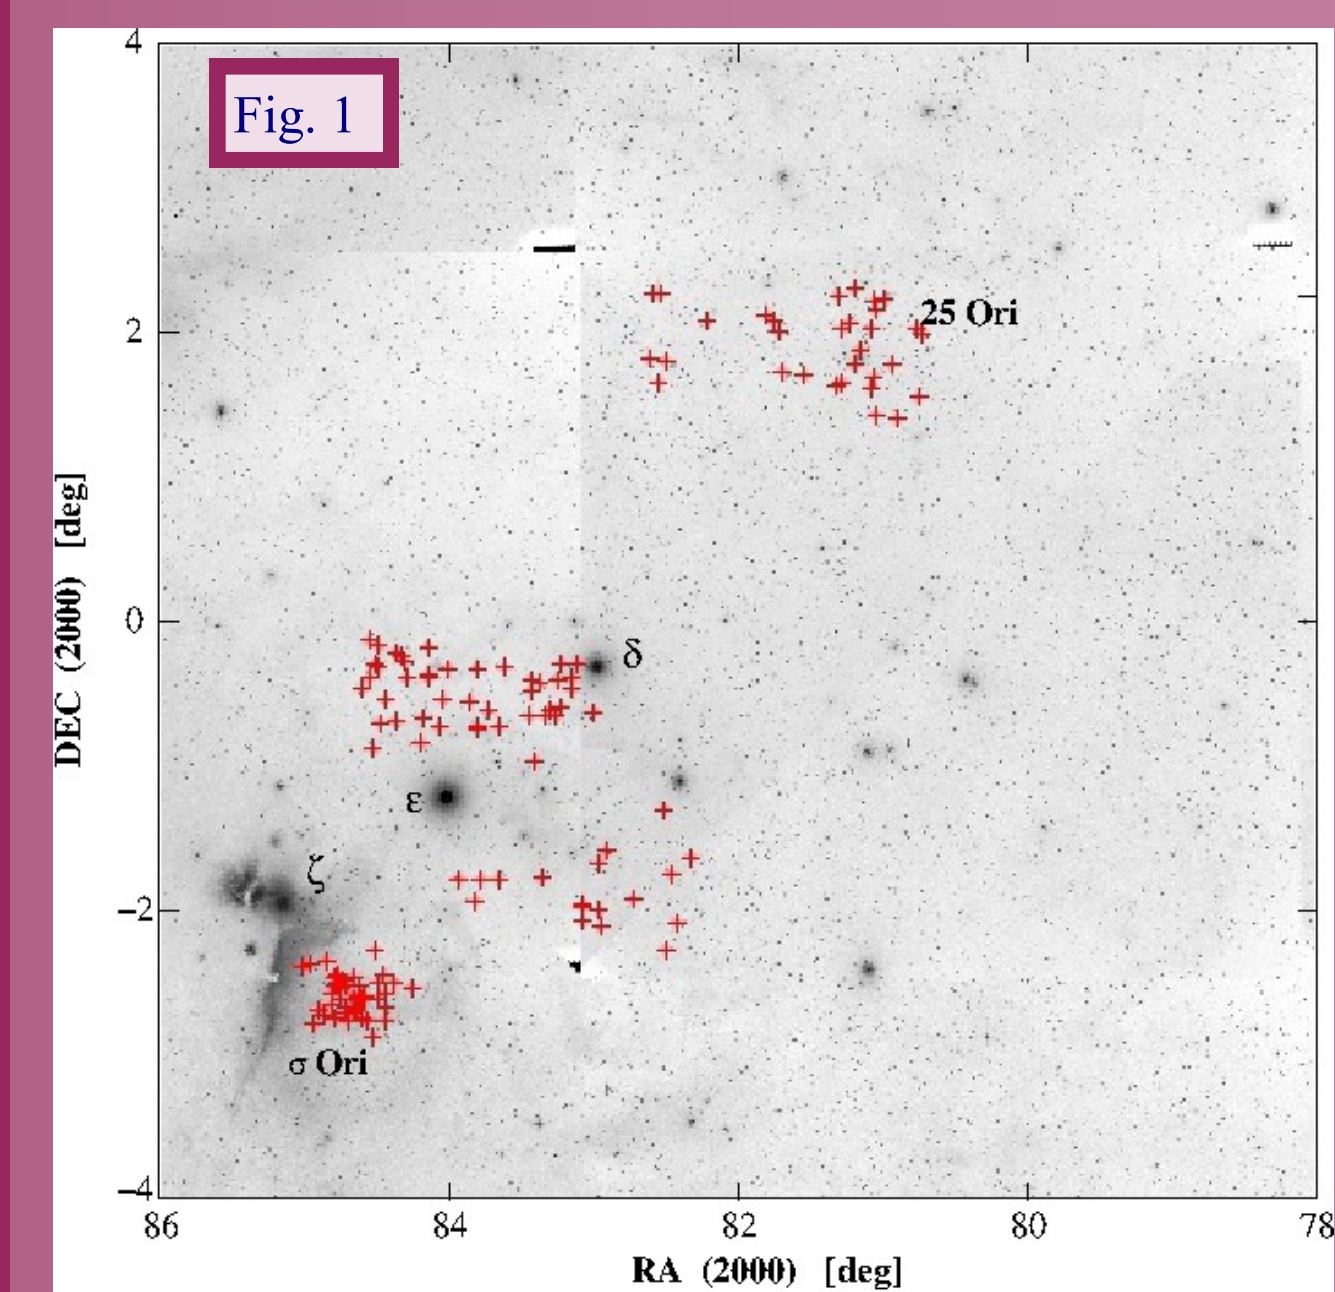 4
Fig. 1
25 Ori
2
DEC (2000) [deg]
0
δ
ε
ζ
−2
σ Ori
−4
86 84 82 80 78
RA (2000) [deg]